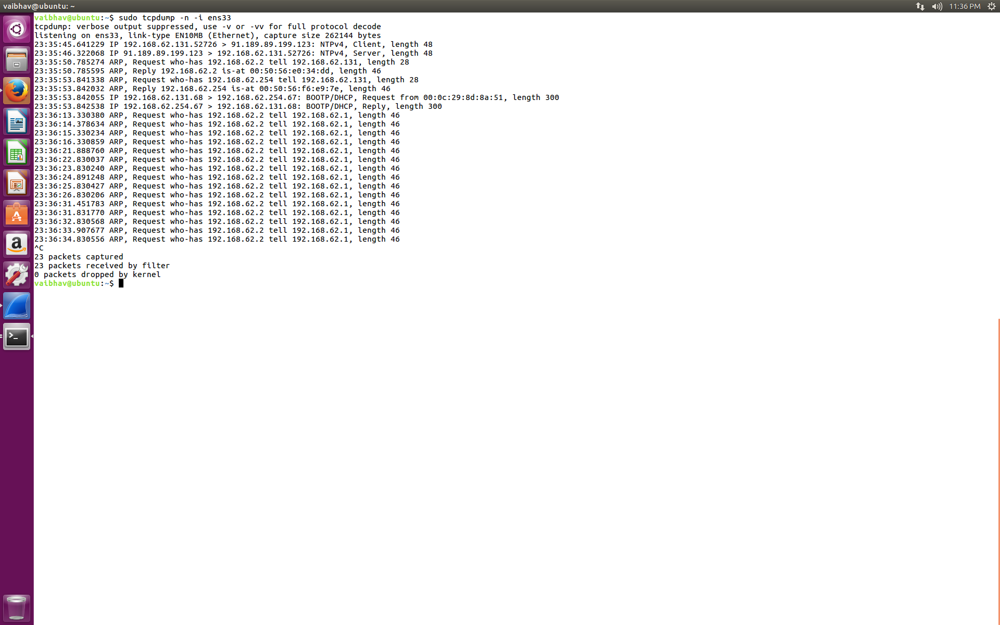 vaibhav@ubuntu: ~
11:36 PM
vaibhav@ubuntu:~$ sudo tcpdump -n -i ens33
tcpdump: verbose output suppressed, use -v or -vv for full protocol decode
listening on ens33, link-type EN10MB (Ethernet), capture size 262144 bytes
23:35:45.641229 IP 192.168.62.131.52726 > 91.189.89.199.123: NTPv4, Client, length 48
23:35:46.322068 IP 91.189.89.199.123 > 192.168.62.131.52726: NTPv4, Server, length 48
23:35:50.785274 ARP, Request who-has 192.168.62.2 tell 192.168.62.131, length 28
23:35:50.785595 ARP, Reply 192.168.62.2 is-at 00:50:56:e0:34:dd, length 46
23:35:53.841338 ARP, Request who-has 192.168.62.254 tell 192.168.62.131, length 28
23:35:53.842032 ARP, Reply 192.168.62.254 is-at 00:50:56:f6:e9:7e, length 46
23:35:53.842055 IP 192.168.62.131.68 > 192.168.62.254.67: BOOTP/DHCP, Request from 00:0c:29:8d:8a:51, length 300
23:35:53.842538 IP 192.168.62.254.67 > 192.168.62.131.68: BOOTP/DHCP, Reply, length 300
23:36:13.330380 ARP, Request who-has 192.168.62.2 tell 192.168.62.1, length 46
23:36:14.378634 ARP, Request who-has 192.168.62.2 tell 192.168.62.1, length 46
23:36:15.330234 ARP, Request who-has 192.168.62.2 tell 192.168.62.1, length 46
23:36:16.330859 ARP, Request who-has 192.168.62.2 tell 192.168.62.1, length 46
23:36:21.888760 ARP, Request who-has 192.168.62.2 tell 192.168.62.1, length 46
23:36:22.830037 ARP, Request who-has 192.168.62.2 tell 192.168.62.1, length 46
23:36:23.830240 ARP, Request who-has 192.168.62.2 tell 192.168.62.1, length 46
23:36:24.891248 ARP, Request who-has 192.168.62.2 tell 192.168.62.1, length 46
23:36:25.830427 ARP, Request who-has 192.168.62.2 tell 192.168.62.1, length 46
23:36:26.830206 ARP, Request who-has 192.168.62.2 tell 192.168.62.1, length 46
23:36:31.451783 ARP, Request who-has 192.168.62.2 tell 192.168.62.1, length 46
23:36:31.831770 ARP, Request who-has 192.168.62.2 tell 192.168.62.1, length 46
23:36:32.830568 ARP, Request who-has 192.168.62.2 tell 192.168.62.1, length 46
23:36:33.907677 ARP, Request who-has 192.168.62.2 tell 192.168.62.1, length 46
23:36:34.830556 ARP, Request who-has 192.168.62.2 tell 192.168.62.1, length 46
^C
23 packets captured
23 packets received by filter
0 packets dropped by kernel
vaibhav@ubuntu:~$